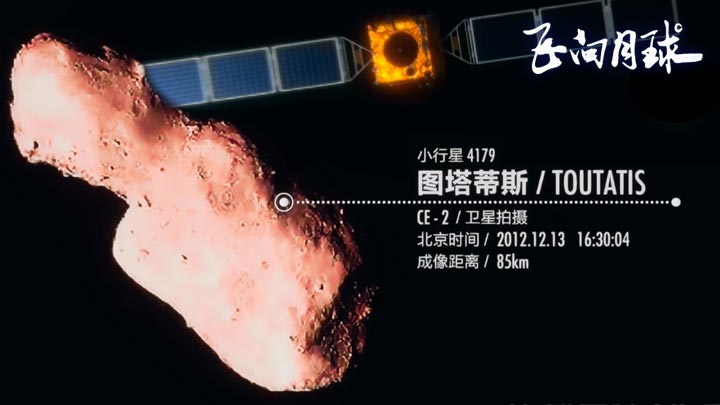 飞向月球
小行星 4179
图塔蒂斯 / TOUTATIS
CE - 2 / 卫星拍摄
北京时间 / 2012.12.13 16:30:04
成像距离 / 85km